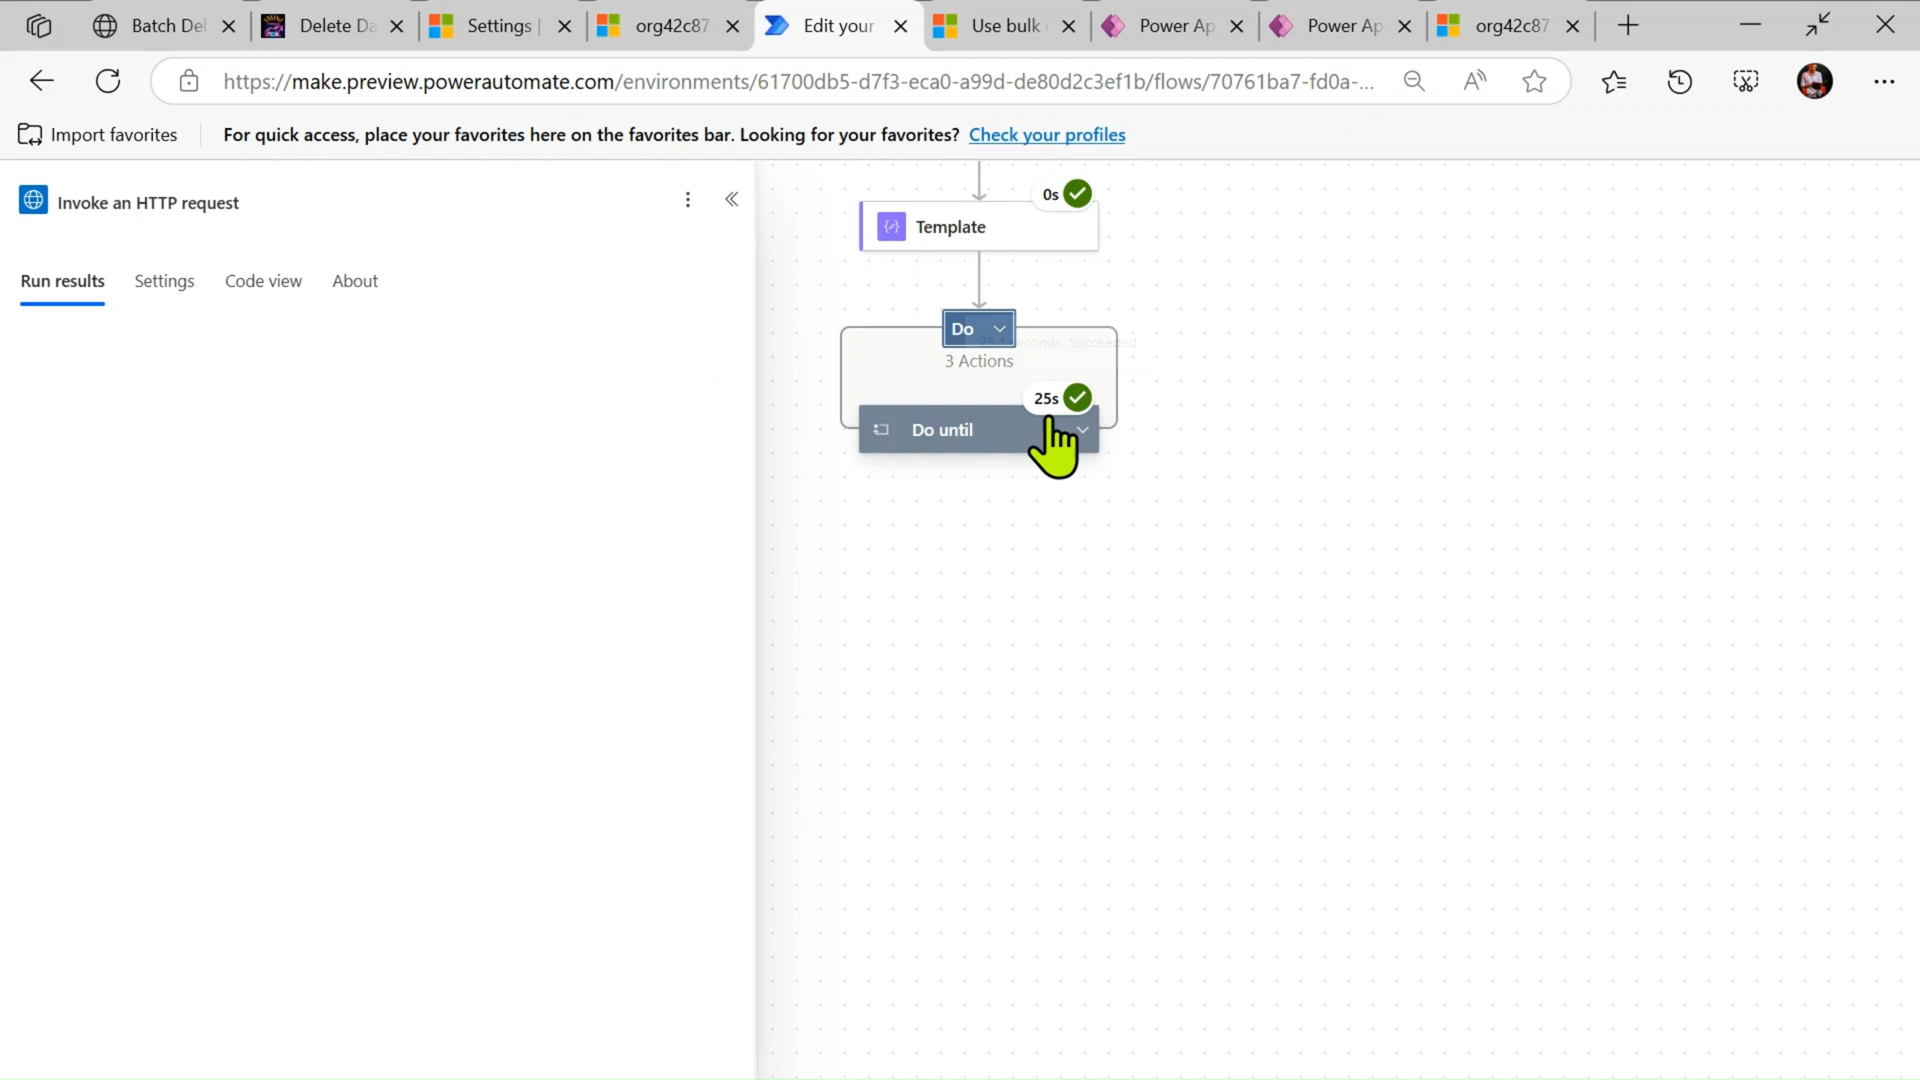 Batch Del
Delete Da
Settings |
org42c87
Edit your
Use bulk
Power Ap
Power Ap
org42c87
https://make.preview.powerautomate.com/environments/61700db5-d7f3-eca0-a99d-de80d2c3ef1b/flows/70761ba7-fd0a-...
Import favorites
For quick access, place your favorites here on the favorites bar. Looking for your favorites? Check your profiles
Invoke an HTTP request
Run results
Settings
Code view
About
0s
Template
Do
3 Actions
25s
Do until